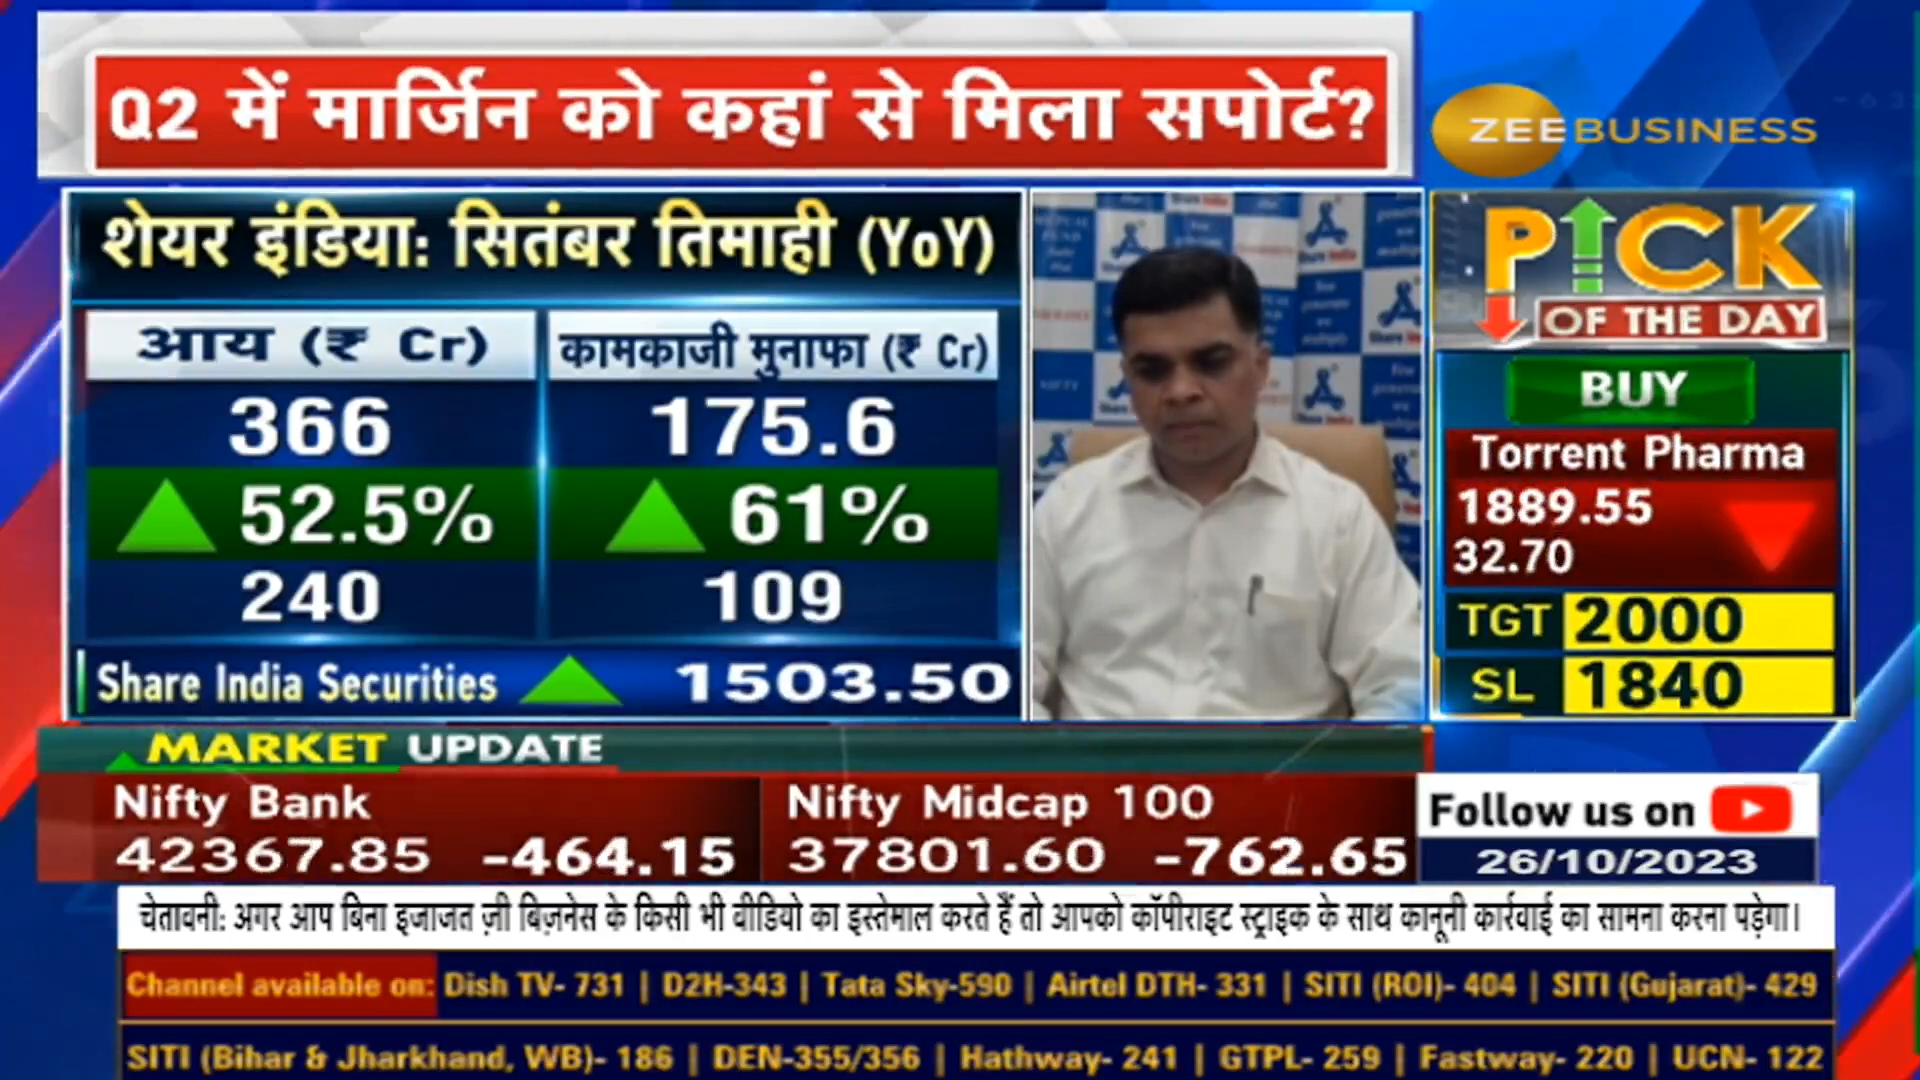 Q2 में मार्जिन को कहां से मिला सपोर्ट?
ZEEBUSINESS
शेयर इंडिया: सितंबर तिमाही (YoY)
आय (₹ Cr)
कामकाजी मुनाफा (₹ Cr)
366
175.6
52.5%
61%
240
109
Share India Securities 1503.50
PICK
OF THE DAY
BUY
Torrent Pharma
1889.55
32.70
TGT 2000
SL 1840
MARKET UPDATE
Nifty Bank
42367.85 -464.15
Nifty Midcap 100
37801.60 -762.65
Follow us on
26/10/2023
चेतावनी: अगर आप बिना इजाजत ज़ी बिज़नेस के किसी भी वीडियो का इस्तेमाल करते हैं तो आपको कॉपीराइट स्ट्राइक के साथ कानूनी कार्रवाई का सामना करना पड़ेगा।
Channel available on: Dish TV- 731 | D2H-343 | Tata Sky-590 | Airtel DTH- 331 | SITI (ROI)- 404 | SITI (Gujarat)- 429
SITI (Bihar & Jharkhand, WB)- 186 | DEN-355/356 | Hathway- 241 | GTPL- 259 | Fastway- 220 | UCN- 122